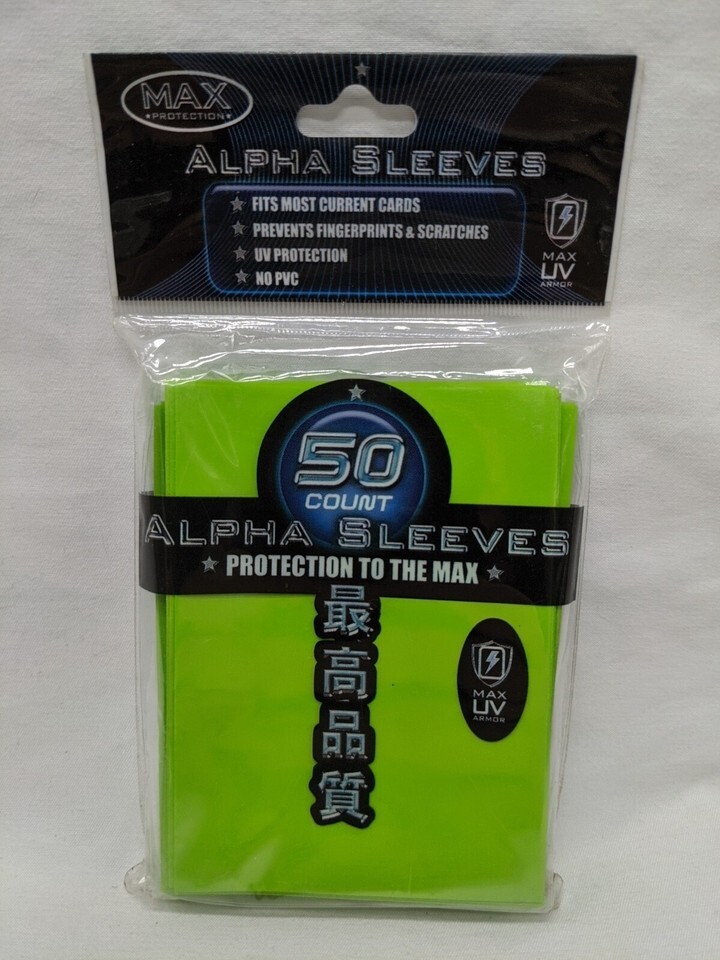 MAX
PROTECTION
ALPHA SLEEVES
FITS MOST CURRENT CARDS
PREVENTS FINGERPRINTS & SCRATCHES
UV PROTECTION
NO PVC
MAX
UV
ARMOR
50
COUNT
ALPHA SLEEVES
PROTECTION TO THE MAX
最高品質
MAX
UV
ARMOR